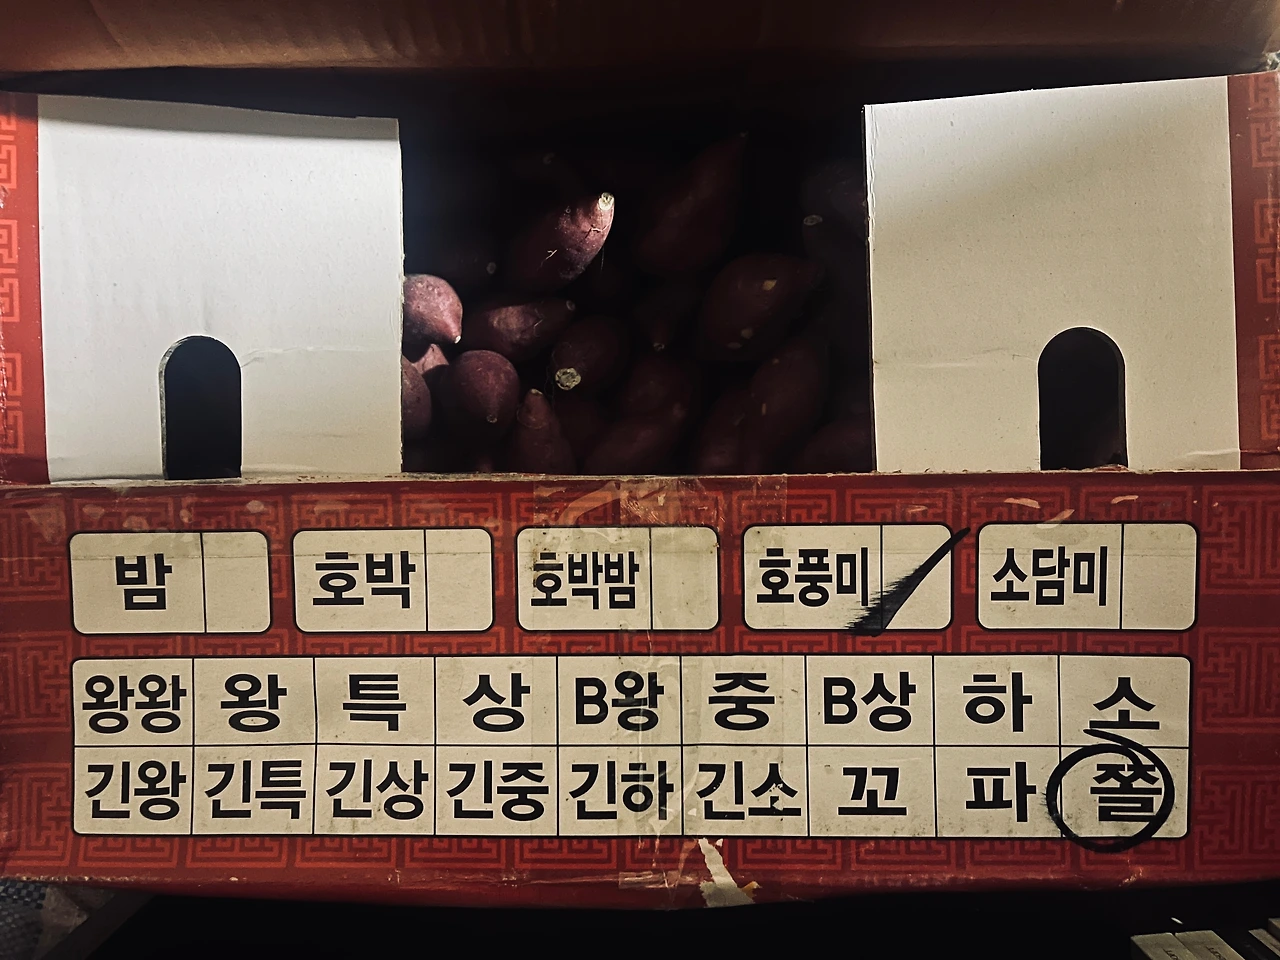 밤 호박 호박밤 호풍미 소담미
왕왕 왕 특 상 B왕 중 B상 하 소
긴왕 긴특 긴상 긴중 긴하 긴소 꼬 파 쫄